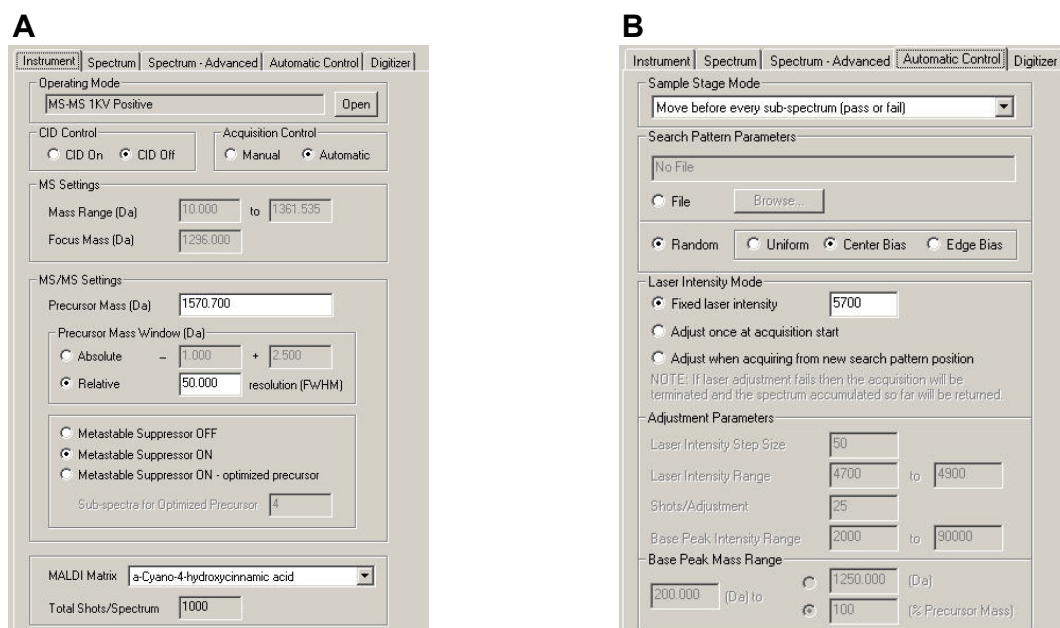 A
Instrument Spectrum Spectrum - Advanced Automatic Control Digitizer
Operating Mode
MS-MS 1KV Positive Open
CID Control Acquisition Control
CID On CID Off Manual Automatic
MS Settings
Mass Range (Da) 10.000 to 1361.535
Focus Mass (Da) 1296.000
MS/MS Settings
Precursor Mass (Da) 1570.700
Precursor Mass Window (Da)
Absolute - 1.000 + 2.500
Relative 50.000 resolution (FWHM)
Metastable Suppressor OFF
Metastable Suppressor ON
Metastable Suppressor ON - optimized precursor
Sub-spectra for Optimized Precursor 4
MALDI Matrix a-Cyano-4-hydroxycinnamic acid
Total Shots/Spectrum 1000
B
Instrument Spectrum Spectrum - Advanced Automatic Control Digitizer
Sample Stage Mode
Move before every sub-spectrum (pass or fail)
Search Pattern Parameters
No File
File Browse...
Random Uniform Center Bias Edge Bias
Laser Intensity Mode
Fixed laser intensity 5700
Adjust once at acquisition start
Adjust when acquiring from new search pattern position
NOTE: If laser adjustment fails then the acquisition will be
terminated and the spectrum accumulated so far will be returned.
Adjustment Parameters
Laser Intensity Step Size 50
Laser Intensity Range 4700 to 4900
Shots/Adjustment 25
Base Peak Intensity Range 2000 to 90000
Base Peak Mass Range
200.000 (Da) to 1250.000 (Da)
100 (% Precursor Mass)